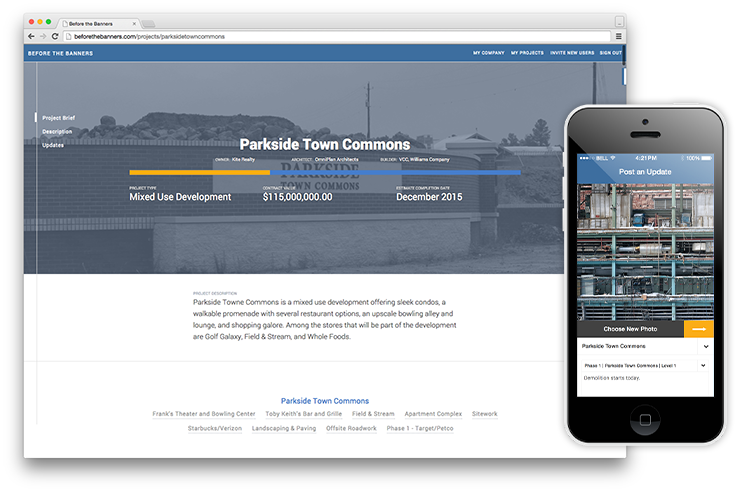 Before the Banners
beforethebanners.com/projects/parksidetowncommons
BEFORE THE BANNERS
MY COMPANY MY PROJECTS INVITE NEW USERS SIGN OUT
Project Brief
Description
Updates
Parkside Town Commons
OWNER: Kite Realty ARCHITECT: OmniPlan Architects BUILDER: VCC, Williams Company
PARKSIDE
TOWN COMMONS
PROJECT TYPE CONTRACT VALUE ESTIMATE COMPLETION DATE
Mixed Use Development $115,000,000.00 December 2015
PROJECT DESCRIPTION
Parkside Towne Commons is a mixed use development offering sleek condos, a
walkable promenade with several restaurant options, an upscale bowling alley and
lounge, and shopping galore. Among the stores that will be part of the development
are Golf Galaxy, Field & Stream, and Whole Foods.
Parkside Town Commons
Frank's Theater and Bowling Center Toby Keith's Bar and Grille Field & Stream Apartment Complex Sitework
Starbucks/Verizon Landscaping & Paving Offsite Roadwork Phase 1 - Target/Petco
BELL 4:21PM 100%
Post an Update
Choose New Photo
Parkside Town Commons
Phase 1 | Parkside Town Commons | Level 1
Demolition starts today.